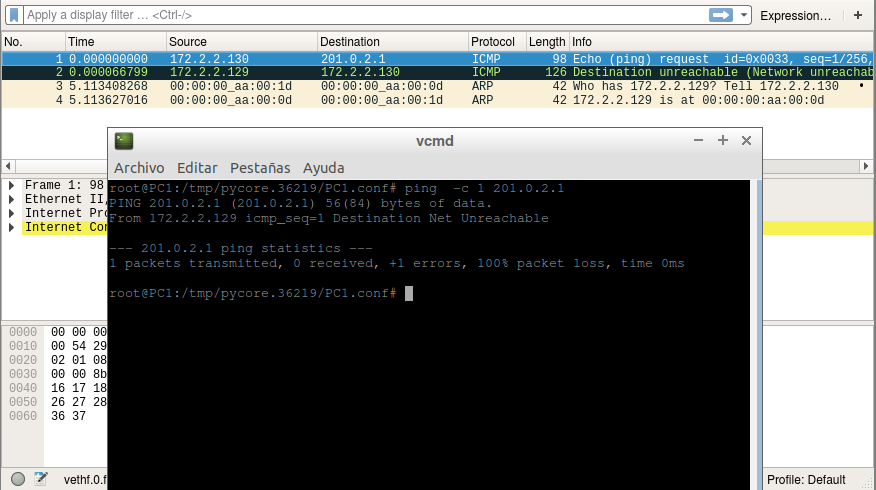 Apply a display filter … <Ctrl-/>
Expression…
+
No. Time Source Destination Protocol Length Info
1 0.000000000 172.2.2.130 201.0.2.1 ICMP 98 Echo (ping) request id=0x0033, seq=1/256,
2 0.000066799 172.2.2.129 172.2.2.130 ICMP 126 Destination unreachable (Network unreachab
3 5.113408268 00:00:00_aa:00:1d 00:00:00_aa:00:0d ARP 42 Who has 172.2.2.129? Tell 172.2.2.130
4 5.113627016 00:00:00_aa:00:0d 00:00:00_aa:00:1d ARP 42 172.2.2.129 is at 00:00:00:aa:00:0d
vcmd
Archivo Editar Pestañas Ayuda
root@PC1:/tmp/pycore.36219/PC1.conf# ping -c 1 201.0.2.1
PING 201.0.2.1 (201.0.2.1) 56(84) bytes of data.
From 172.2.2.129 icmp_seq=1 Destination Net Unreachable
--- 201.0.2.1 ping statistics ---
1 packets transmitted, 0 received, +1 errors, 100% packet loss, time 0ms
root@PC1:/tmp/pycore.36219/PC1.conf#
Frame 1: 98
Ethernet II,
Internet Pro
Internet Con
0000 00 00 00
0010 00 54 29
0020 02 01 08
0030 00 00 8b
0040 16 17 18
0050 26 27 28
0060 36 37
vethf.0.f
Profile: Default